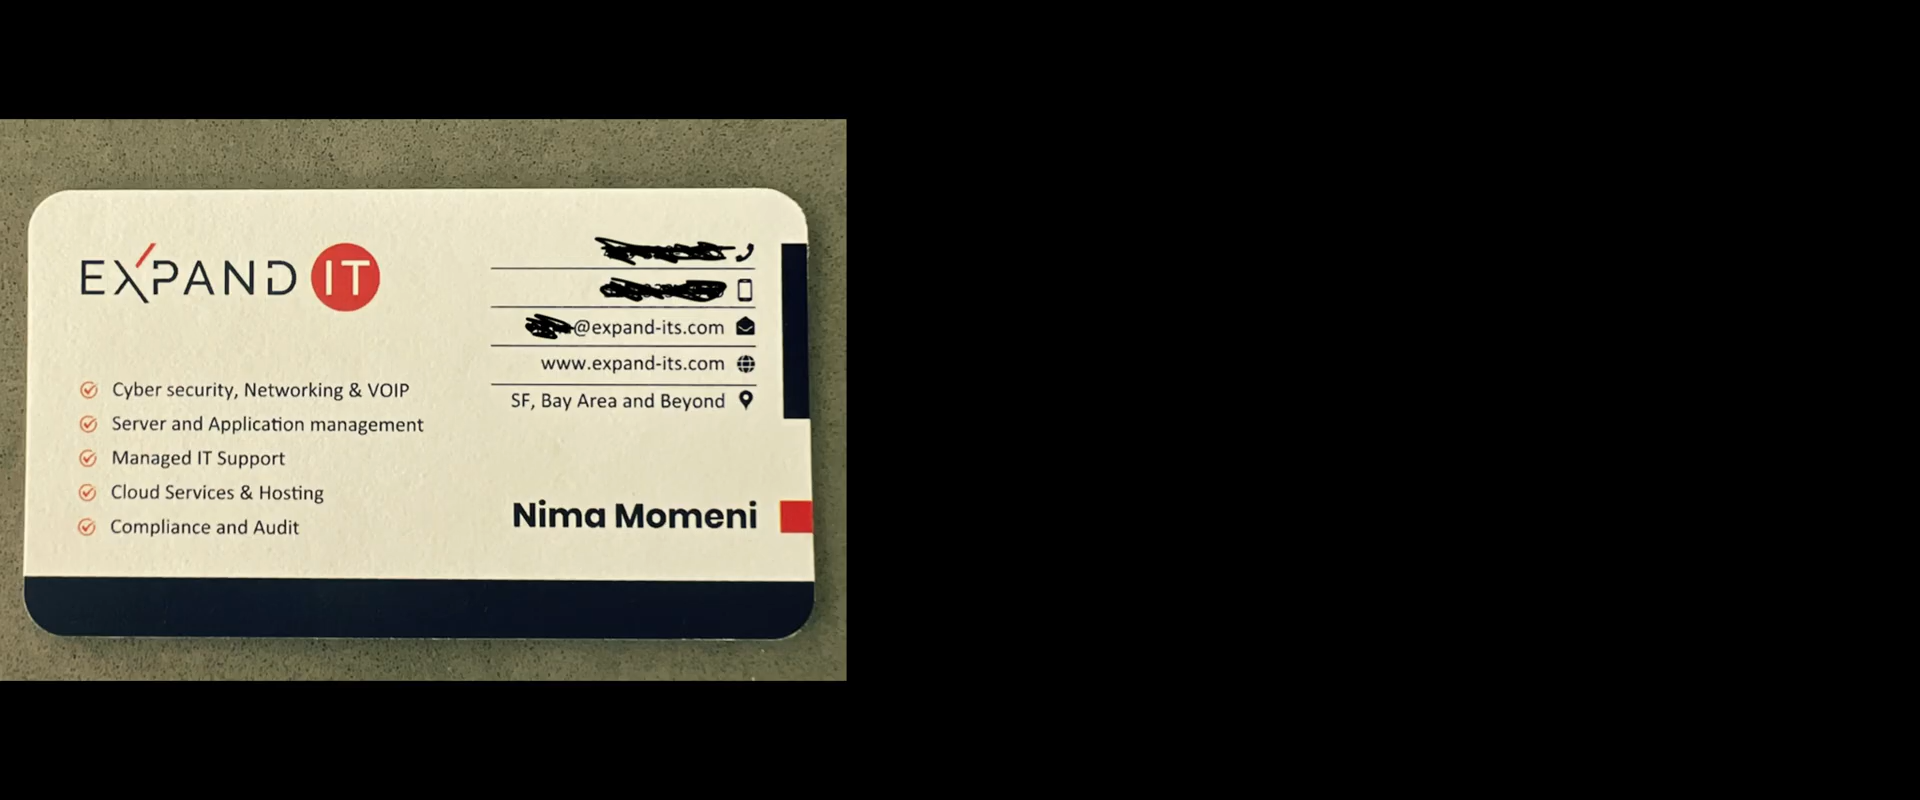 EXPAND IT
@expand-its.com
www.expand-its.com
SF, Bay Area and Beyond
Cyber security, Networking & VOIP
Server and Application management
Managed IT Support
Cloud Services & Hosting
Compliance and Audit
Nima Momeni